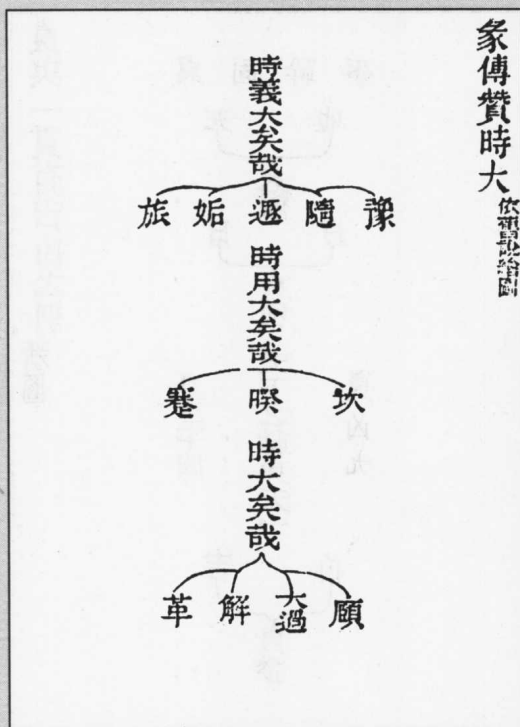 彖傳贊時大
時義大矣哉
豫 隨 遯 姤 旅
時用大矣哉
坎 睽 蹇
時大矣哉
頤 大過 解 革